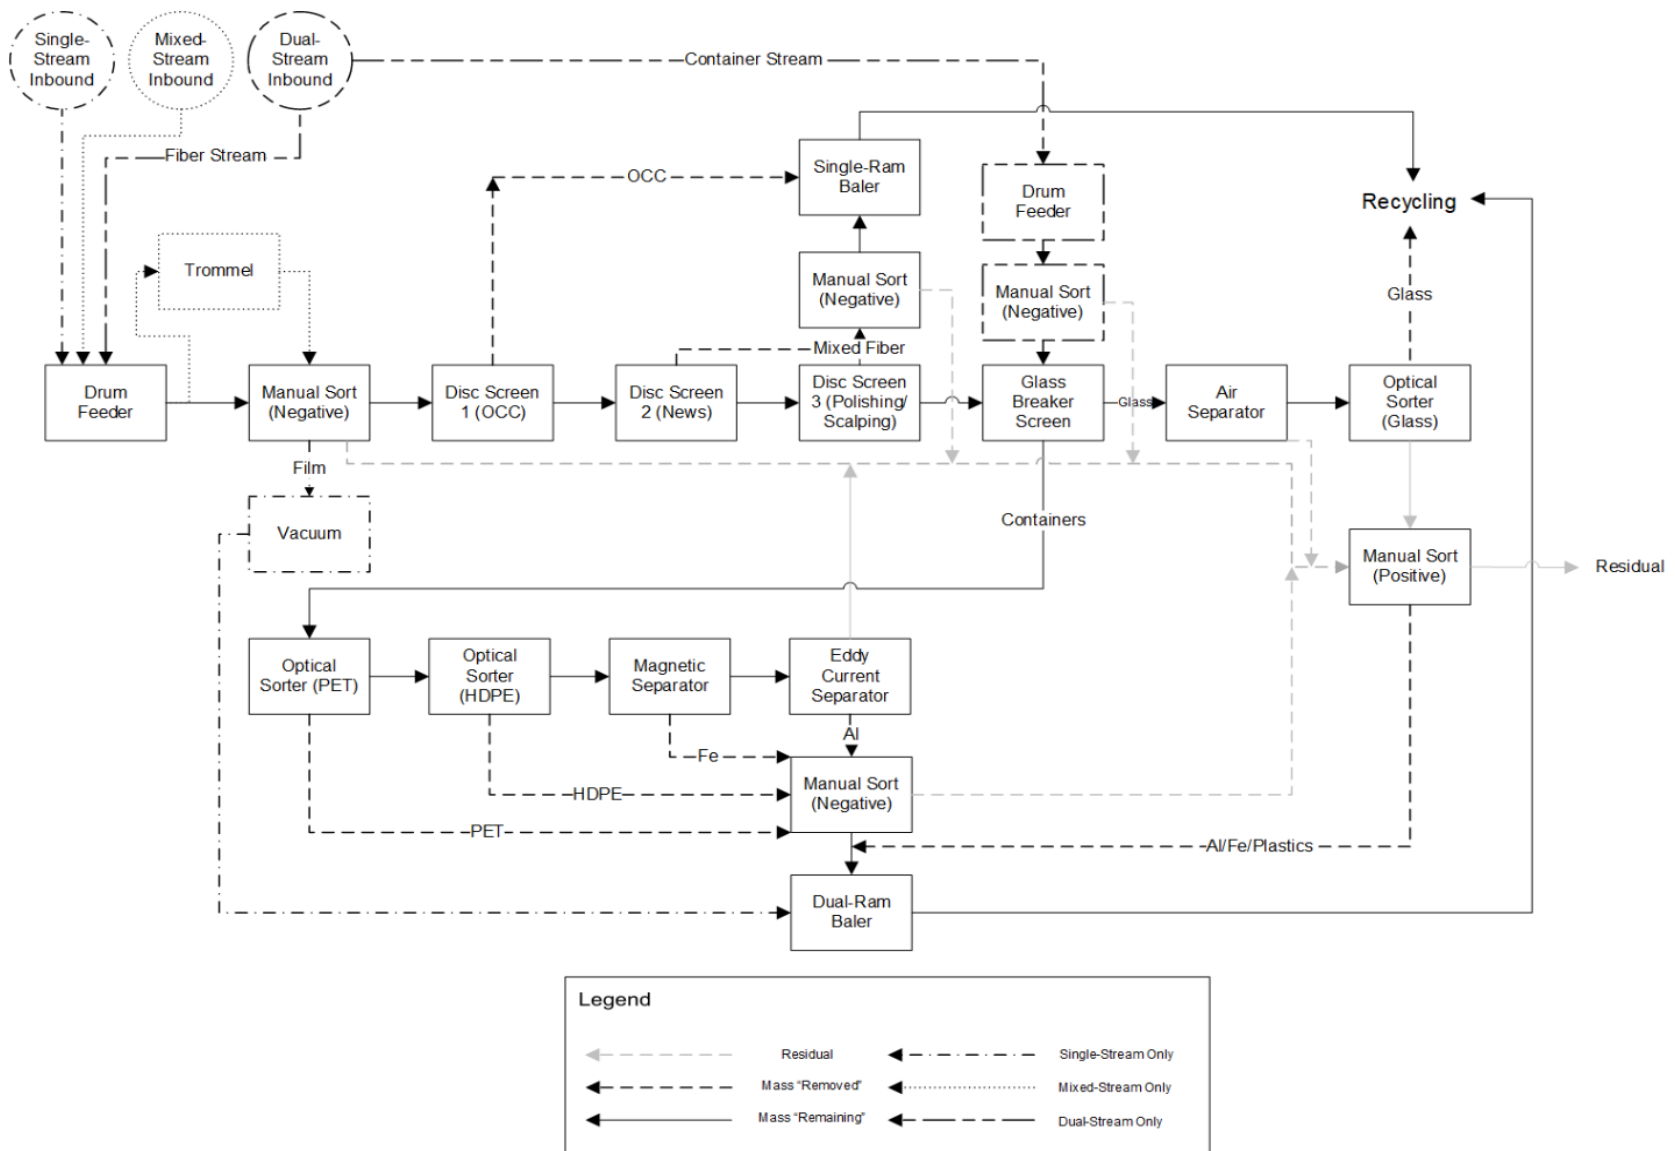 Single-
Stream
Inbound
Mixed-
Stream
Inbound
Dual-
Stream
Inbound
Container Stream
Fiber Stream
OCC
Single-Ram
Baler
Drum
Feeder
Recycling
Trommel
Manual Sort
(Negative)
Manual Sort
(Negative)
Glass
Mixed Fiber
Drum
Feeder
Manual Sort
(Negative)
Disc Screen
1 (OCC)
Disc Screen
2 (News)
Disc Screen
3 (Polishing/
Scalping)
Glass
Breaker
Screen
Glass
Air
Separator
Optical
Sorter
(Glass)
Film
Vacuum
Containers
Manual Sort
(Positive)
Residual
Optical
Sorter (PET)
Optical
Sorter
(HDPE)
Magnetic
Separator
Eddy
Current
Separator
Al
Fe
Manual Sort
(Negative)
HDPE
PET
Al/Fe/Plastics
Dual-Ram
Baler
Legend
Residual
Single-Stream Only
Mass “Removed”
Mixed-Stream Only
Mass “Remaining”
Dual-Stream Only